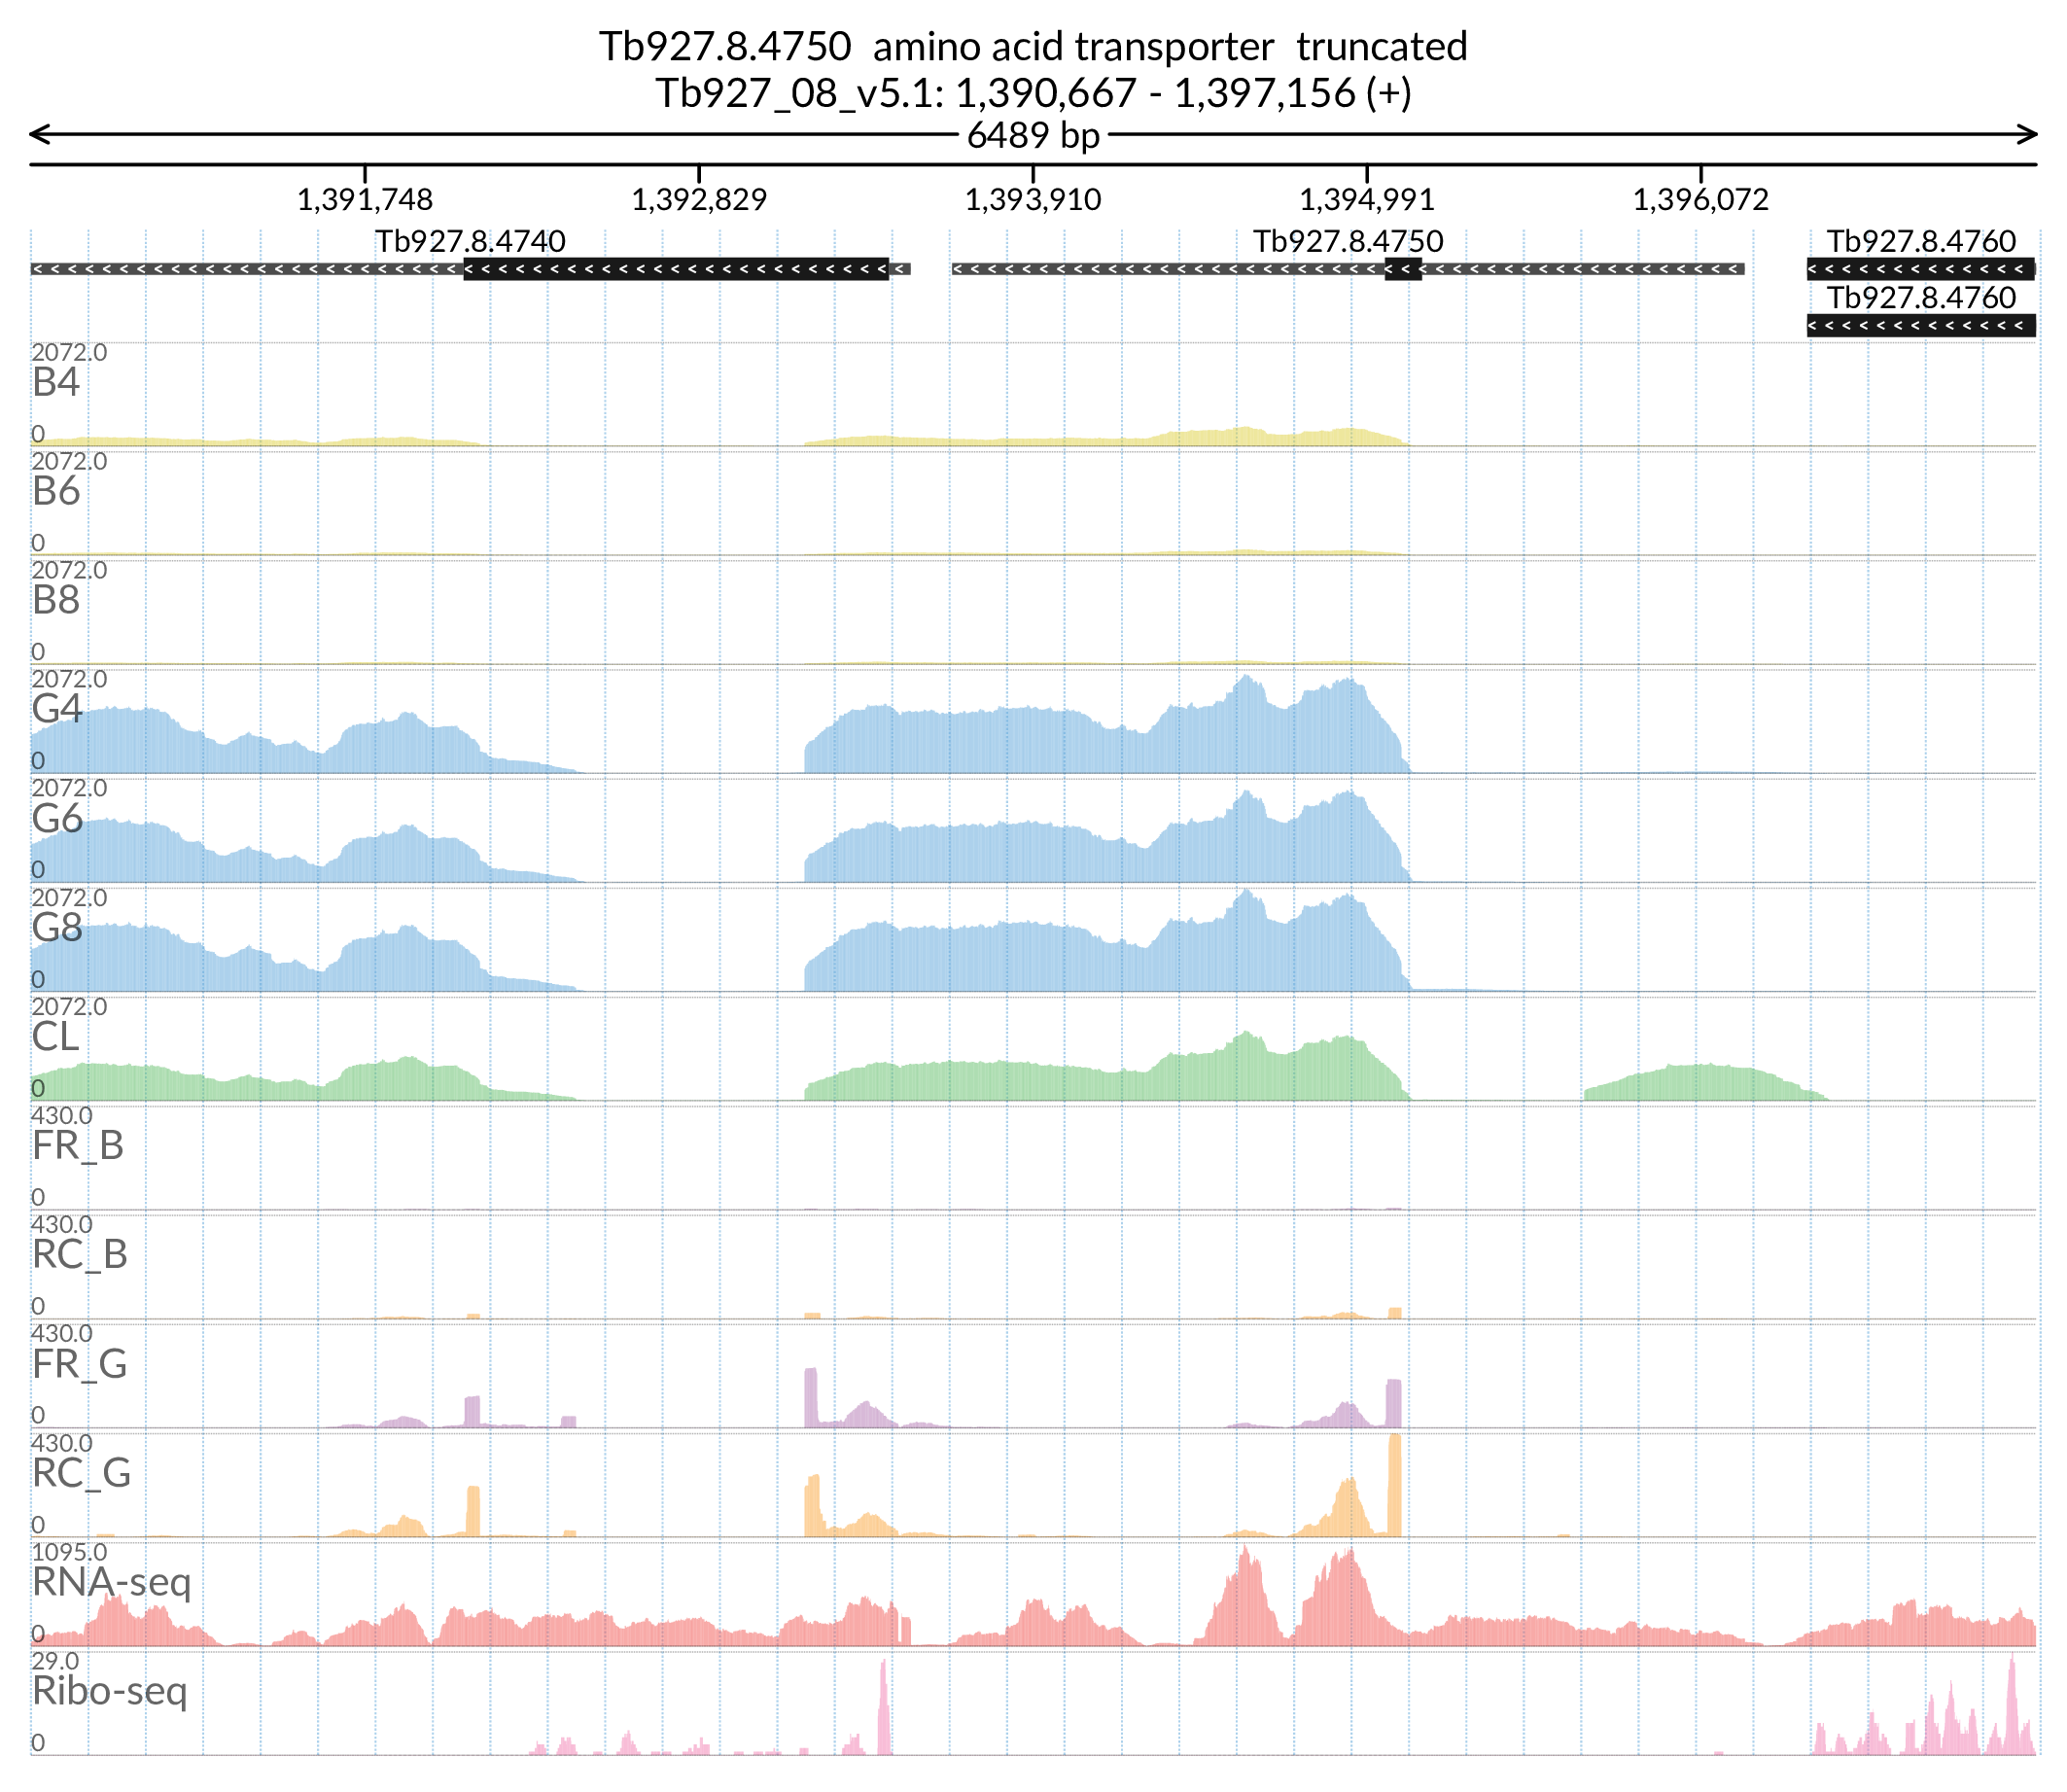 Tb927.8.4750 amino acid transporter truncated
Tb927_08_v5.1: 1,390,667 - 1,397,156 (+)
6489 bp
1,391,748 1,392,829 1,393,910 1,394,991 1,396,072
Tb927.8.4740 Tb927.8.4750 Tb927.8.4760
Tb927.8.4760
2072.0
B4
0
2072.0
B6
0
2072.0
B8
0
2072.0
G4
0
2072.0
G6
0
2072.0
G8
0
2072.0
CL
0
430.0
FR_B
0
430.0
RC_B
0
430.0
FR_G
0
430.0
RC_G
0
1095.0
RNA-seq
0
29.0
Ribo-seq
0